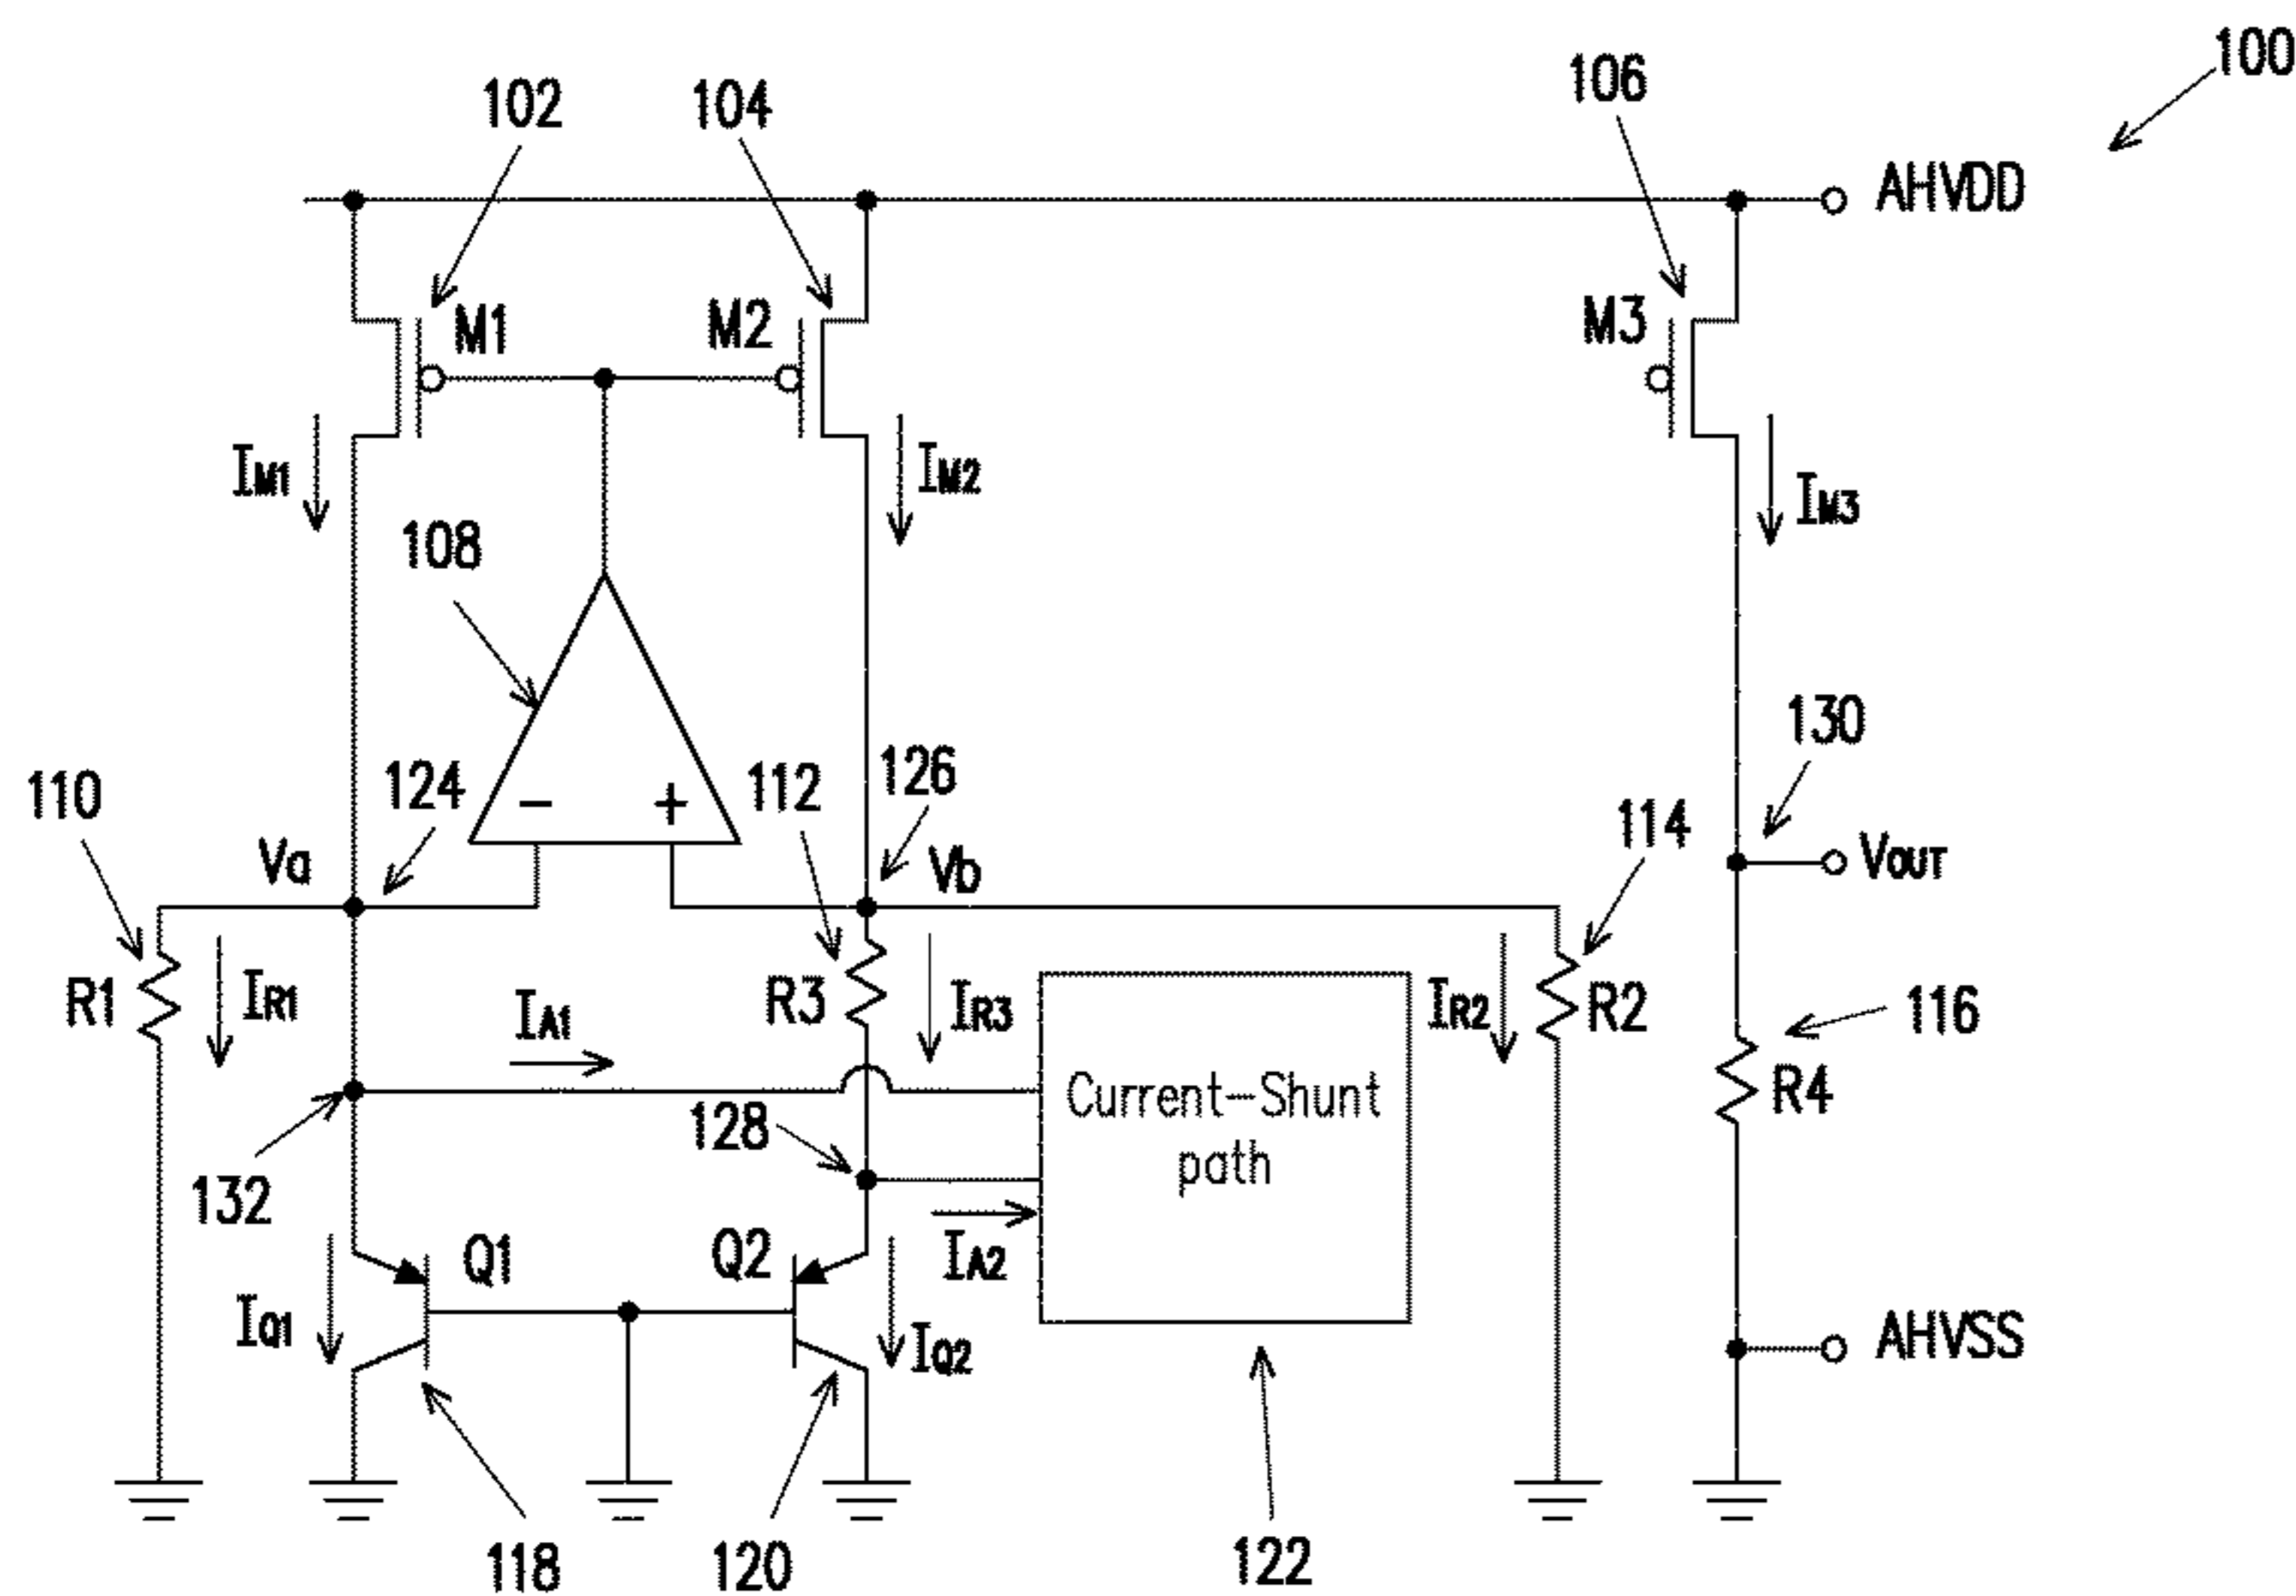 100
102
104
106
AHVDD
M1
M2
M3
IM1
IM2
IM3
108
130
110
124
112
126
114
Va
Vb
VOUT
−
+
R1
IR1
IA1
R3
IR3
IR2
R2
116
R4
Current-Shunt
path
132
128
Q1
Q2
IA2
IQ1
IQ2
AHVSS
118
120
122